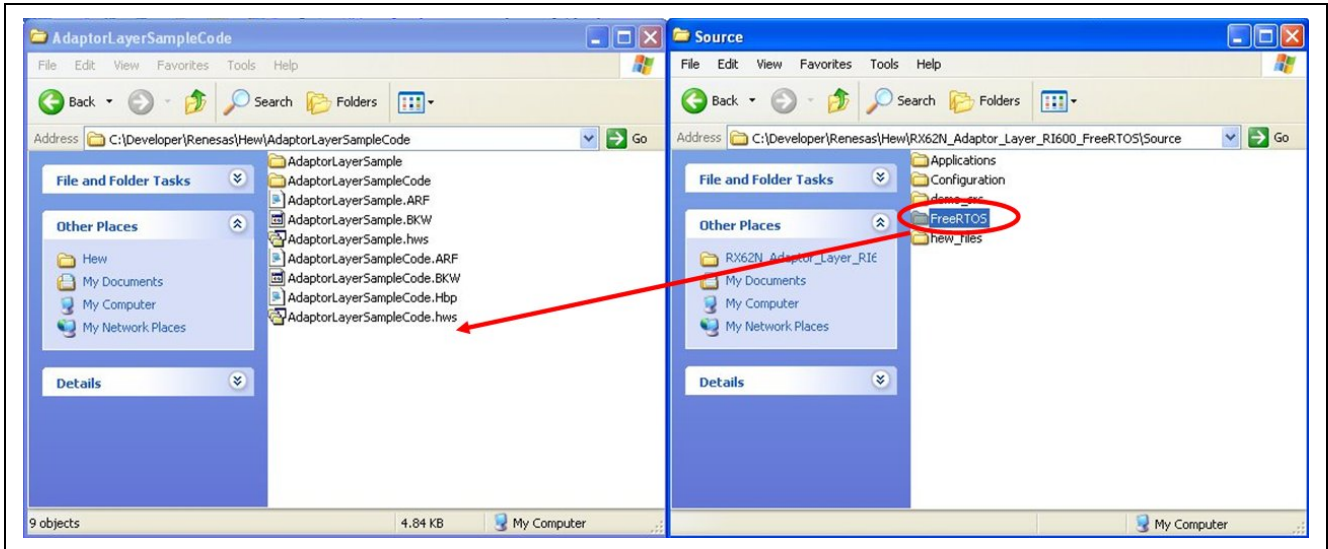 AdaptorLayerSampleCode
File Edit View Favorites Tools Help
Back Search Folders
Address C:\Developer\Renesas\Hew\AdaptorLayerSampleCode Go
File and Folder Tasks
Other Places
Hew
My Documents
My Computer
My Network Places
Details
AdaptorLayerSample
AdaptorLayerSampleCode
AdaptorLayerSample.ARF
AdaptorLayerSample.BKW
AdaptorLayerSample.hws
AdaptorLayerSampleCode.ARF
AdaptorLayerSampleCode.BKW
AdaptorLayerSampleCode.Hbp
AdaptorLayerSampleCode.hws
9 objects 4.84 KB My Computer
Source
File Edit View Favorites Tools Help
Back Search Folders
Address C:\Developer\Renesas\Hew\RX62N_Adaptor_Layer_RI600_FreeRTOS\Source Go
File and Folder Tasks
Other Places
RX62N_Adaptor_Layer_RI6
My Documents
My Computer
My Network Places
Details
Applications
Configuration
demo_src
FreeRTOS
hew_files
My Computer